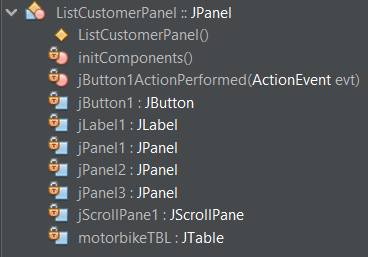 ListCustomerPanel :: JPanel
ListCustomerPanel()
initComponents()
jButton1ActionPerformed(ActionEvent evt)
jButton1 : JButton
jLabel1 : JLabel
jPanel1 : JPanel
jPanel2 : JPanel
jPanel3 : JPanel
jScrollPane1 : JScrollPane
motorbikeTBL : JTable